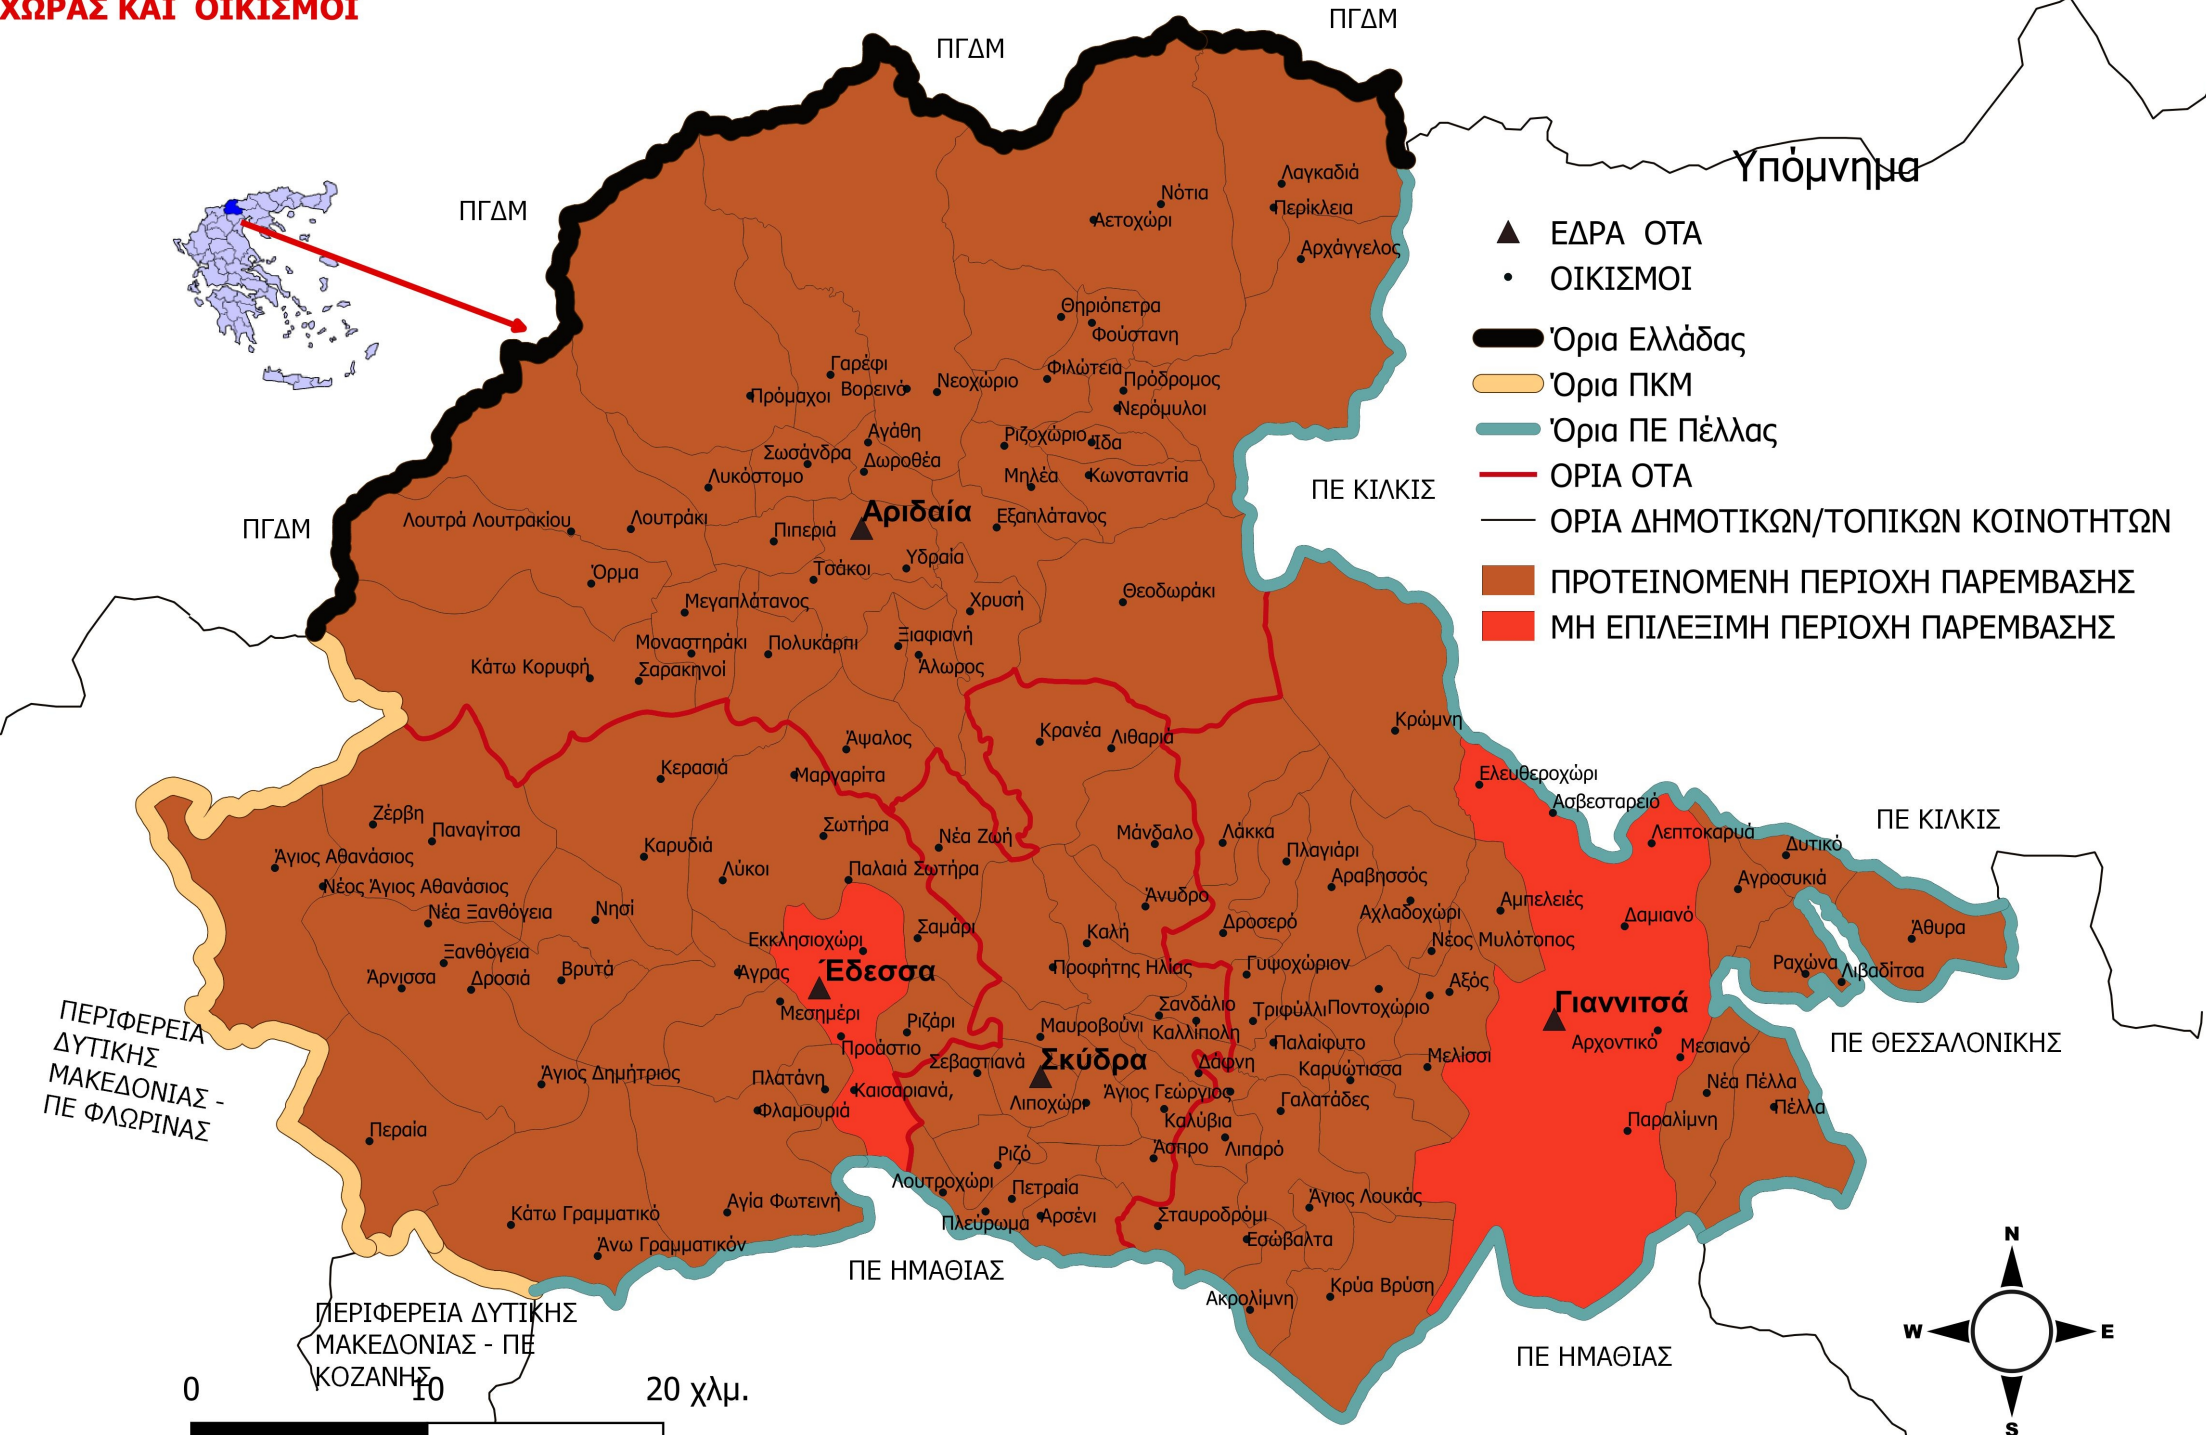 ΧΩΡΑΣ ΚΑΙ ΟΙΚΙΣΜΟΙ
ΠΓΔΜ
ΠΓΔΜ
ΠΓΔΜ
ΠΓΔΜ
Υπόμνημα
ΕΔΡΑ ΟΤΑ
ΟΙΚΙΣΜΟΙ
Όρια Ελλάδας
Όρια ΠΚΜ
Όρια ΠΕ Πέλλας
ΟΡΙΑ ΟΤΑ
ΟΡΙΑ ΔΗΜΟΤΙΚΩΝ/ΤΟΠΙΚΩΝ ΚΟΙΝΟΤΗΤΩΝ
ΠΡΟΤΕΙΝΟΜΕΝΗ ΠΕΡΙΟΧΗ ΠΑΡΕΜΒΑΣΗΣ
ΜΗ ΕΠΙΛΕΞΙΜΗ ΠΕΡΙΟΧΗ ΠΑΡΕΜΒΑΣΗΣ
Λαγκαδιά
Νότια
Περίκλεια
Αετοχώρι
Αρχάγγελος
Θηριόπετρα
Φούστανη
Γαρέφι
Φιλώτεια
Πρόδρομος
Πρόμαχοι
Βορεινό
Νεοχώριο
Νερόμυλοι
Αγάθη
Ριζοχώριο
Ίδα
Σωσάνδρα
Δωροθέα
Λυκόστομο
Μηλέα
Κωνσταντία
ΠΕ ΚΙΛΚΙΣ
Λουτρά Λουτρακίου
Λουτράκι
Πιπεριά
Αριδαία
Εξαπλάτανος
Όρμα
Τσάκοι
Υδραία
Θεοδωράκι
Μεγαπλάτανος
Χρυσή
Μοναστηράκι
Πολυκάρπι
Ξιαφιανή
Κάτω Κορυφή
Σαρακηνοί
Άλωρος
Κρώμνη
Άψαλος
Κρανέα
Λιθαριά
Κερασιά
Μαργαρίτα
Ελευθεροχώρι
Ασβεσταρειό
ΠΕ ΚΙΛΚΙΣ
Ζέρβη
Παναγίτσα
Σωτήρα
Νέα Ζωή
Μάνδαλο
Λάκκα
Λεπτοκαρυά
Δυτικό
Άγιος Αθανάσιος
Καρυδιά
Πλαγιάρι
Νέος Άγιος Αθανάσιος
Λύκοι
Παλαιά Σωτήρα
Αραβησσός
Αγροσυκιά
Νέα Ξανθόγεια
Νησί
Άνυδρο
Αχλαδοχώρι
Αμπελειές
Δαμιανό
Δροσερό
Σαμάρι
Καλή
Άθυρα
Εκκλησιοχώρι
Νέος Μυλότοπος
Ξανθόγεια
Άρνισσα
Δροσιά
Βρυτά
Άγρας
Έδεσσα
Προφήτης Ηλίας
Γυψοχώριον
Ραχώνα
Λιβαδίτσα
Αξός
Γιαννιτσά
Μεσημέρι
Ριζάρι
Σανδάλιο
Τριφύλλι
Ποντοχώριο
Μαυροβούνι
Καλλίπολη
Προάστιο
Παλαίφυτο
Αρχοντικό
Μεσιανό
ΠΕ ΘΕΣΣΑΛΟΝΙΚΗΣ
Σεβαστιανά
Σκύδρα
Δάφνη
Καρυώτισσα
Μελίσσι
ΠΕΡΙΦΕΡΕΙΑ
ΔΥΤΙΚΗΣ
ΜΑΚΕΔΟΝΙΑΣ -
ΠΕ ΦΛΩΡΙΝΑΣ
Άγιος Δημήτριος
Πλατάνη
Καισαριανά,
Άγιος Γεώργιος
Γαλατάδες
Νέα Πέλλα
Πέλλα
Φλαμουριά
Λιποχώρι
Καλύβια
Παραλίμνη
Περαία
Ριζό
Άσπρο
Λιπαρό
Λουτροχώρι
Πετραία
Άγιος Λουκάς
Αγία Φωτεινή
Κάτω Γραμματικό
Πλεύρωμα
Αρσένι
Σταυροδρόμι
Άνω Γραμματικόν
Εσώβαλτα
ΠΕ ΗΜΑΘΙΑΣ
Ακρολίμνη
Κρύα Βρύση
ΠΕ ΗΜΑΘΙΑΣ
ΠΕΡΙΦΕΡΕΙΑ ΔΥΤΙΚΗΣ
ΜΑΚΕΔΟΝΙΑΣ - ΠΕ
ΚΟΖΑΝΗΣ
0 10 20 χλμ.
N
W E
S